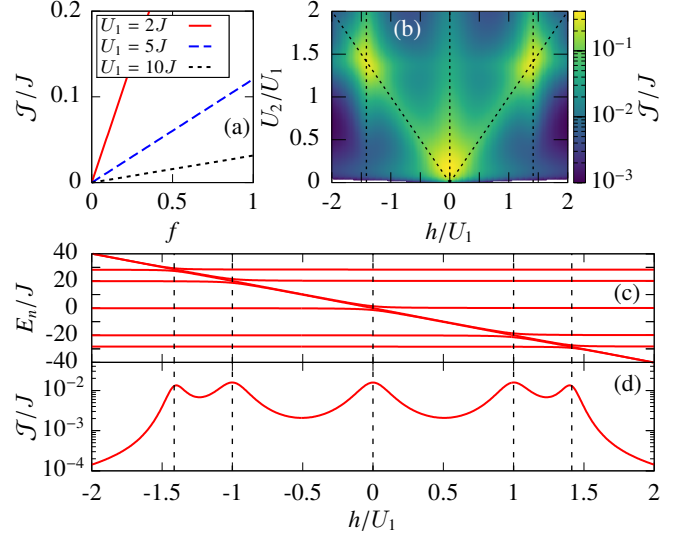 U₁ = 2J
U₁ = 5J
U₁ = 10J
𝒥/J
0.2
0.1
0
(a)
0
0.5
1
f
(b)
U₂/U₁
2
1.5
1
0.5
0
-2
-1
0
1
2
h/U₁
10⁻¹
10⁻²
10⁻³
𝒥/J
Eₙ/J
40
20
0
-20
-40
(c)
𝒥/J
10⁻²
10⁻³
10⁻⁴
(d)
-2
-1.5
-1
-0.5
0
0.5
1
1.5
2
h/U₁